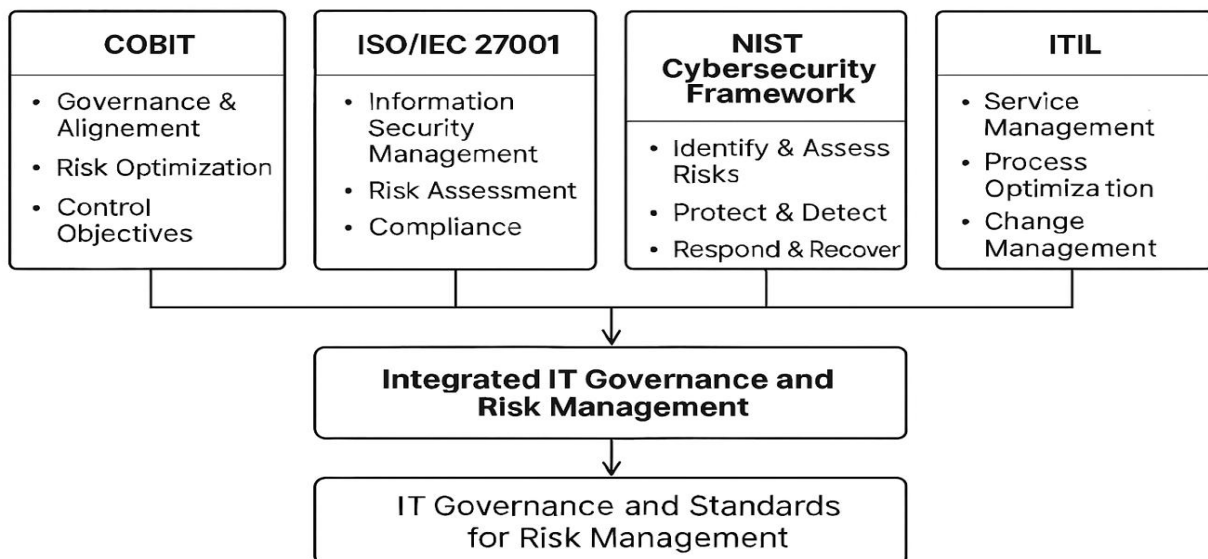 COBIT
• Governance &
Alignement
• Risk Optimization
• Control
Objectives
ISO/IEC 27001
• Information
Security
Management
• Risk Assessment
• Compliance
NIST
Cybersecurity
Framework
• Identify & Assess
Risks
• Protect & Detect
• Respond & Recover
ITIL
• Service
Management
• Process
Optimization
• Change
Management
Integrated IT Governance and
Risk Management
IT Governance and Standards
for Risk Management